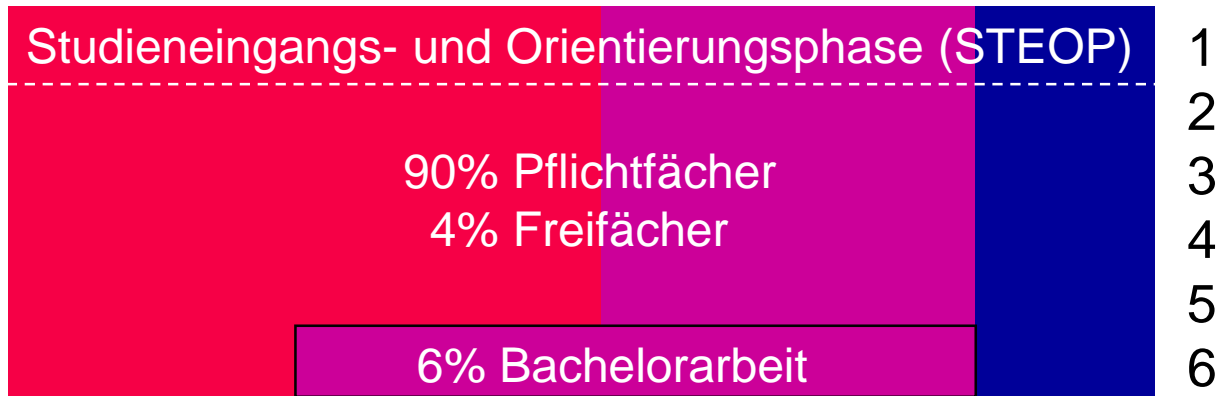 Studieneingangs- und Orientierungsphase (STEOP) 1
2
90% Pflichtfächer 3
4% Freifächer 4
5
6% Bachelorarbeit 6